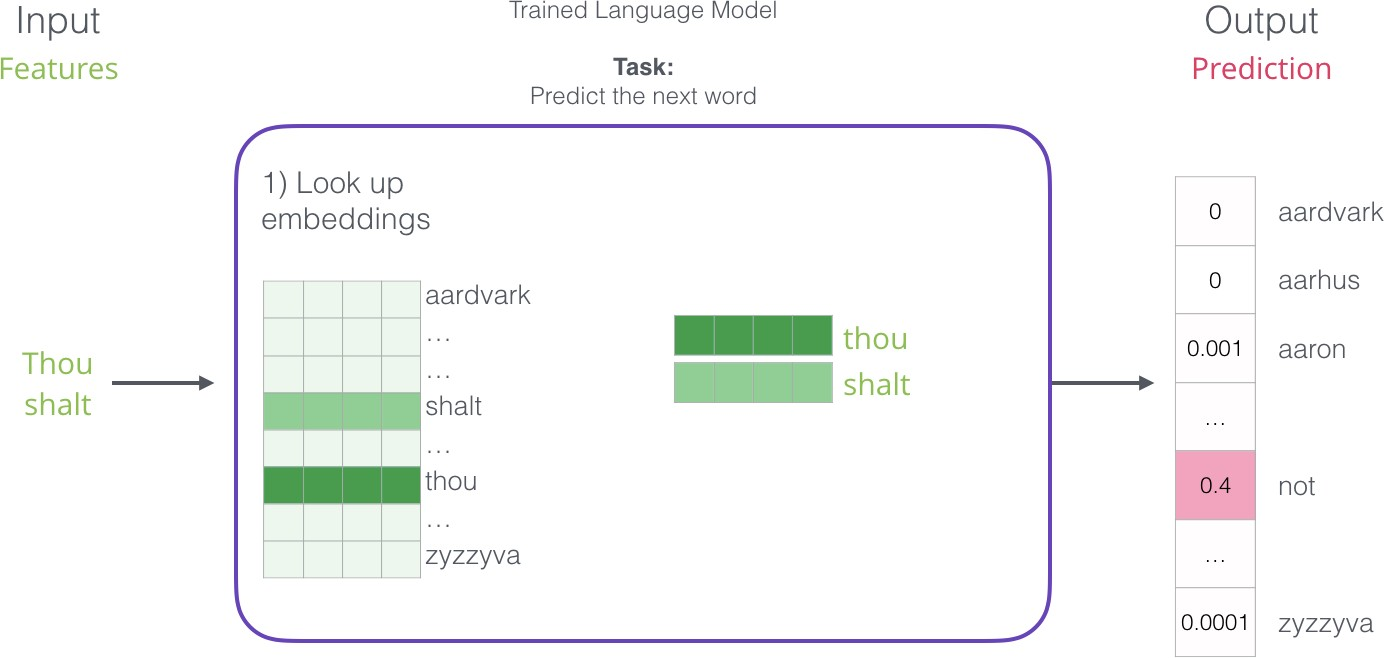 Input
Features
Trained Language Model
Task:
Predict the next word
Output
Prediction
Thou
shalt
1) Look up
embeddings
aardvark
...
...
shalt
...
thou
...
zyzzyva
thou
shalt
0 aardvark
0 aarhus
0.001 aaron
...
0.4 not
...
0.0001 zyzzyva